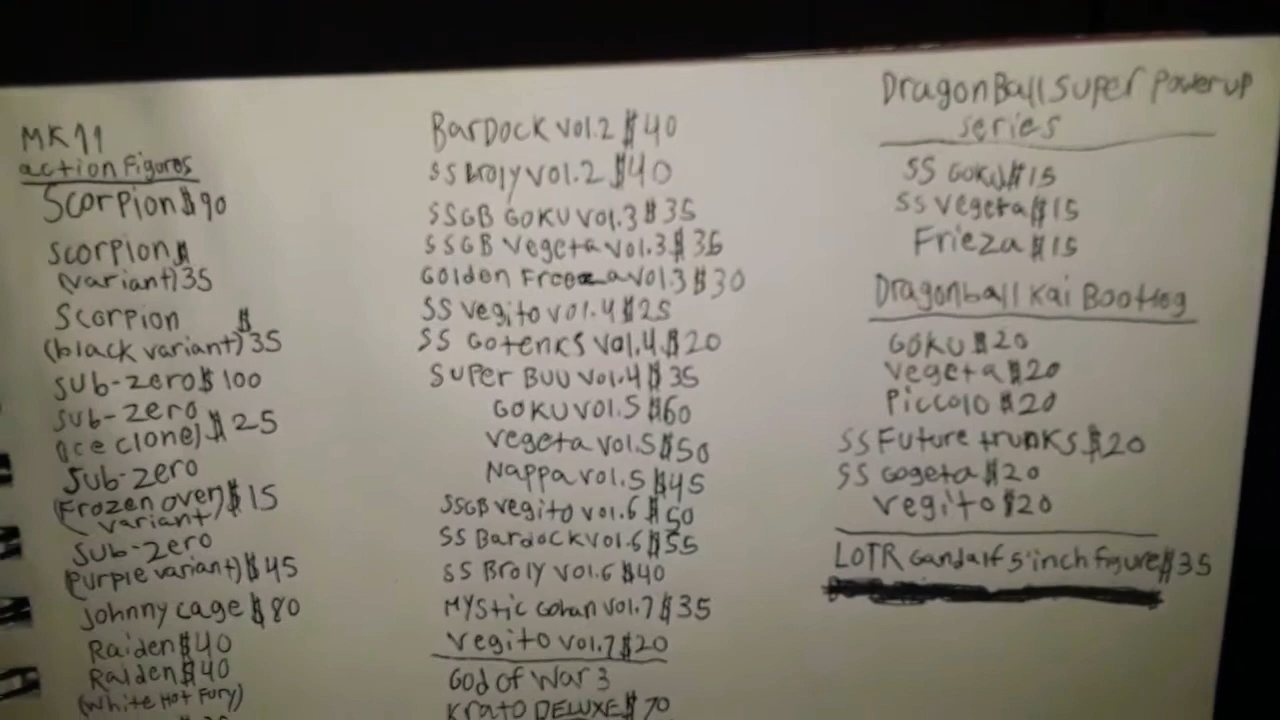 MK11
action Figures
Scorpion $90
Scorpion $
(variant) 35
Scorpion $
(black variant) 35
Sub-zero $100
Sub-zero
(ice clone) $25
Sub-zero
(Frozen over) $15
variant
Sub-zero
(purple variant) $45
Johnny cage $80
Raiden $40
Raiden $40
(White Hot Fury)
BarDock vol.2 $40
SS Broly vol.2 $40
SSGB GOKU vol.3 $35
SSGB vegeta vol.3 $35
Golden Freeza vol.3 $30
SS vegito vol.4 $25
SS Gotenks vol.4 $20
Super BUU vol.4 $35
GOKU vol.5 $60
vegeta vol.5 $50
Nappa vol.5 $45
SSGB vegito vol.6 $50
SS Bardock vol.6 $55
SS Broly vol.6 $40
Mystic Gohan vol.7 $35
vegito vol.7 $20
God of War 3
Krato DELUXE $70
DragonBall Super Power up
series
SS GOKU $15
SS vegeta $15
Frieza $15
Dragonball Kai Bootleg
GOKU $20
vegeta $20
Piccolo $20
SS Future trunks $20
SS Gogeta $20
vegito $20
LOTR Gandalf 5 inch figure $35